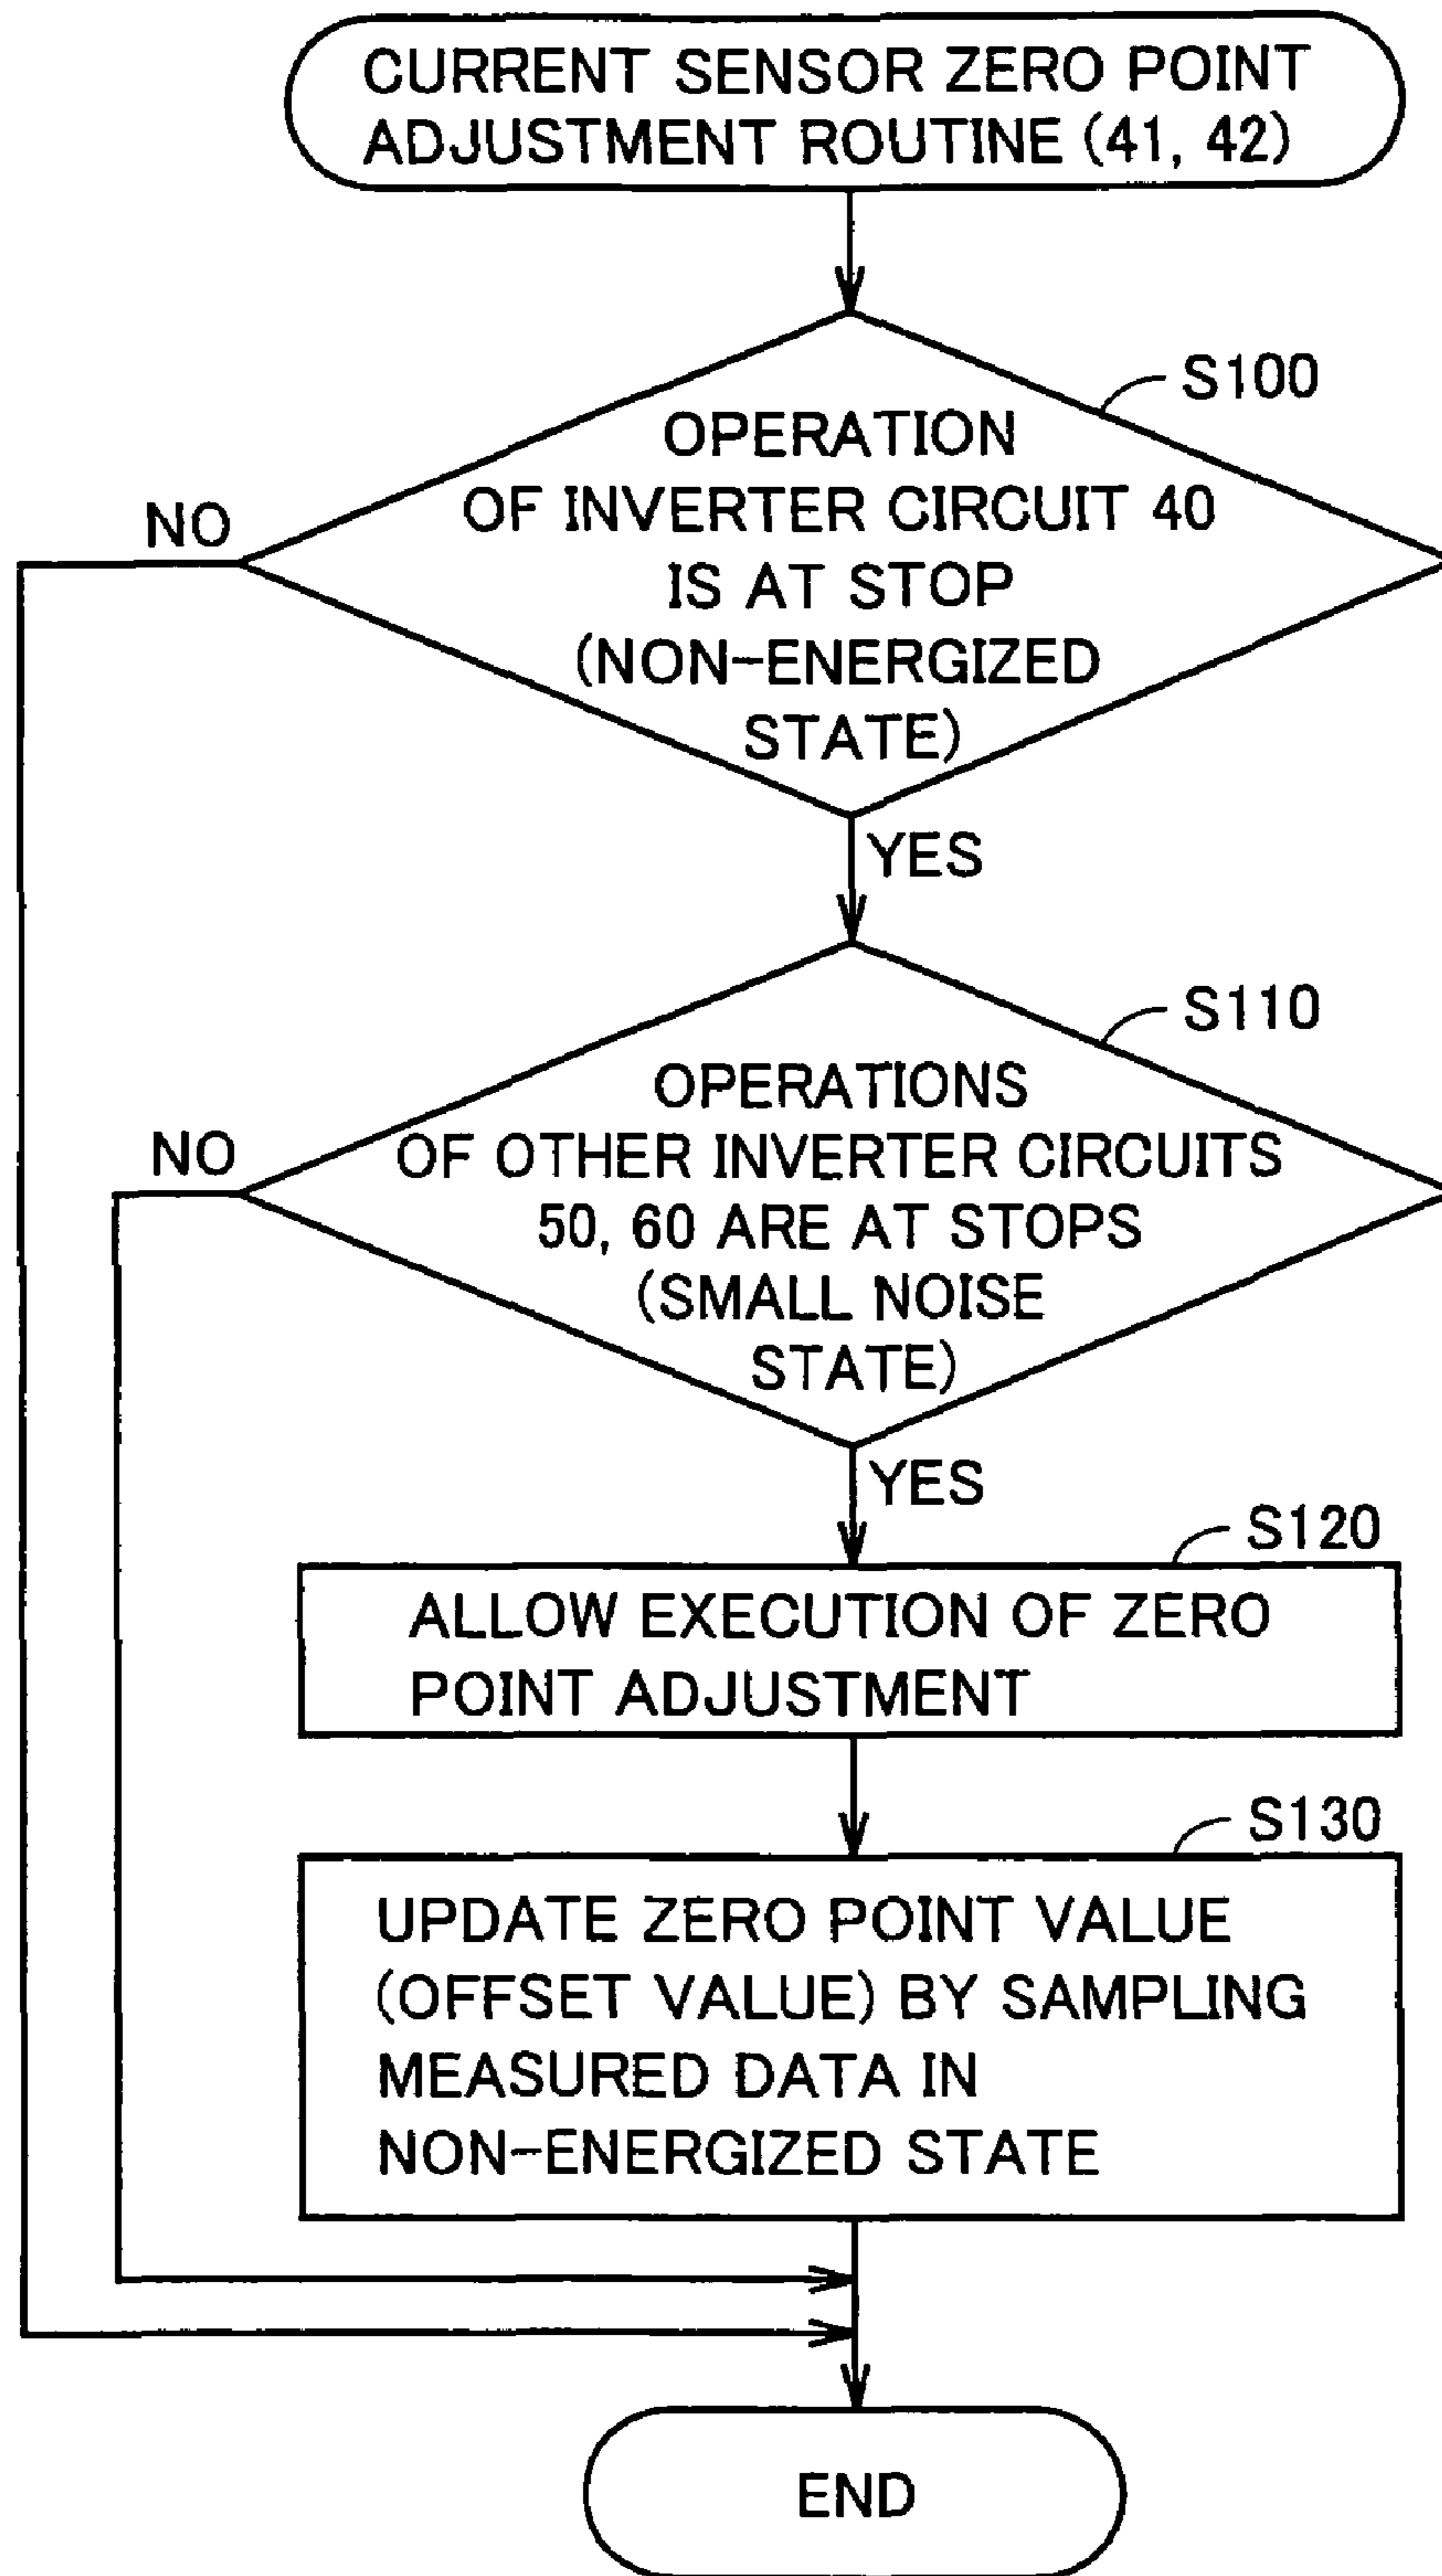 CURRENT SENSOR ZERO POINT
ADJUSTMENT ROUTINE (41, 42)
S100
OPERATION
OF INVERTER CIRCUIT 40
IS AT STOP
(NON-ENERGIZED
STATE)
NO
YES
S110
OPERATIONS
OF OTHER INVERTER CIRCUITS
50, 60 ARE AT STOPS
(SMALL NOISE
STATE)
NO
YES
S120
ALLOW EXECUTION OF ZERO
POINT ADJUSTMENT
S130
UPDATE ZERO POINT VALUE
(OFFSET VALUE) BY SAMPLING
MEASURED DATA IN
NON-ENERGIZED STATE
END